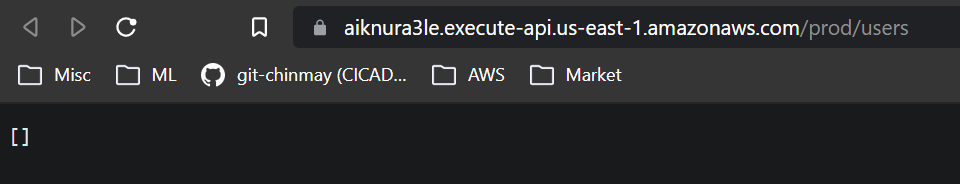 aiknura3le.execute-api.us-east-1.amazonaws.com/prod/users
Misc ML git-chinmay (CICAD... AWS Market
[]